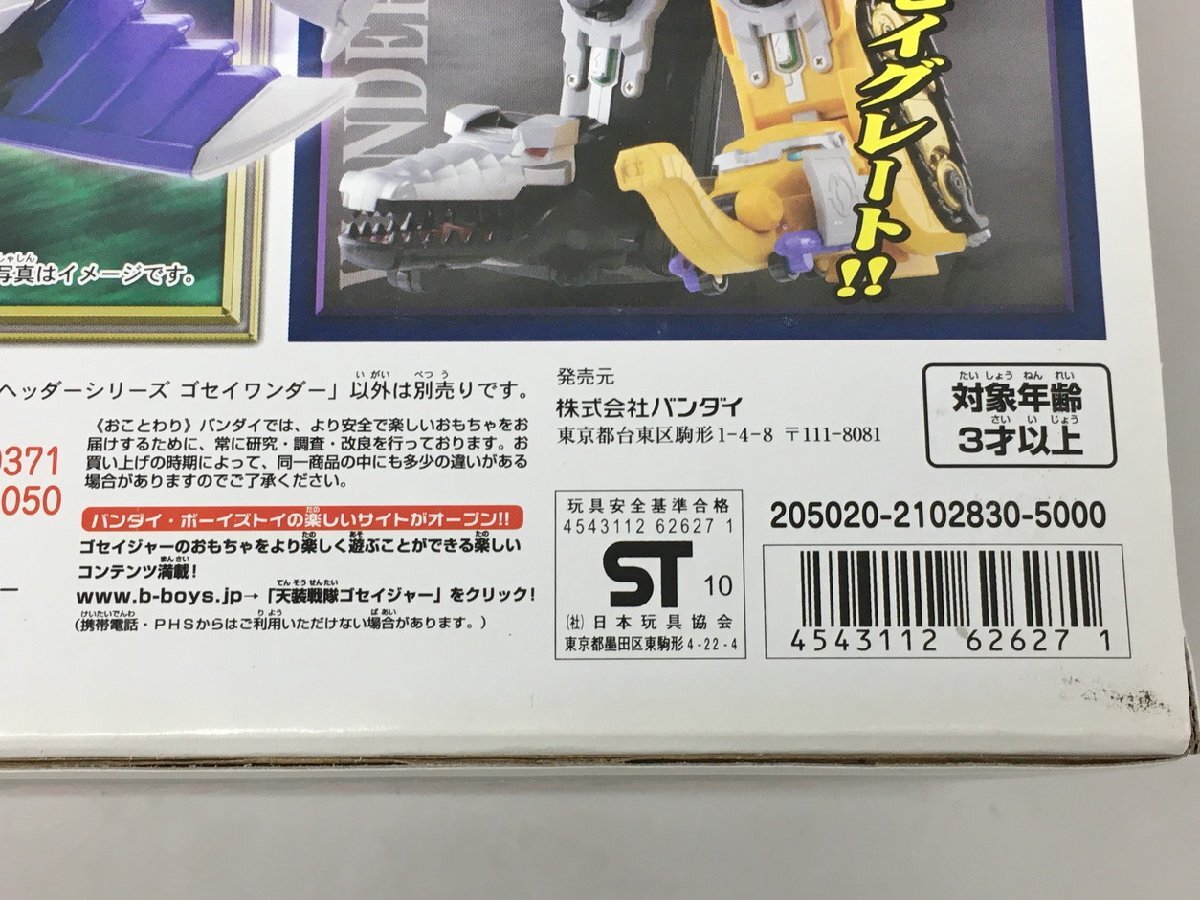 イグレート!!
写真はイメージです。
ヘッダーシリーズ ゴセイワンダー」以外は別売りです。
《おことわり》バンダイでは、より安全で楽しいおもちゃをお
届けするために、常に研究・調査・改良を行っております。お
買い上げの時期によって、同一商品の中にも多少の違いがある
場合がありますのでご了承ください。
0371
050
バンダイ・ボーイズトイの楽しいサイトがオープン!!
ゴセイジャーのおもちゃをより楽しく遊ぶことができる楽しい
コンテンツ満載!
www.b-boys.jp→「天装戦隊ゴセイジャー」をクリック!
(携帯電話・PHSからはご利用いただけない場合があります。)
発売元
株式会社バンダイ
東京都台東区駒形1-4-8 〒111-8081
対象年齢
3才以上
玩具安全基準合格
4543112 62627 1
ST 10
(社)日本玩具協会
東京都墨田区東駒形4-22-4
205020-2102830-5000
4543112 626271